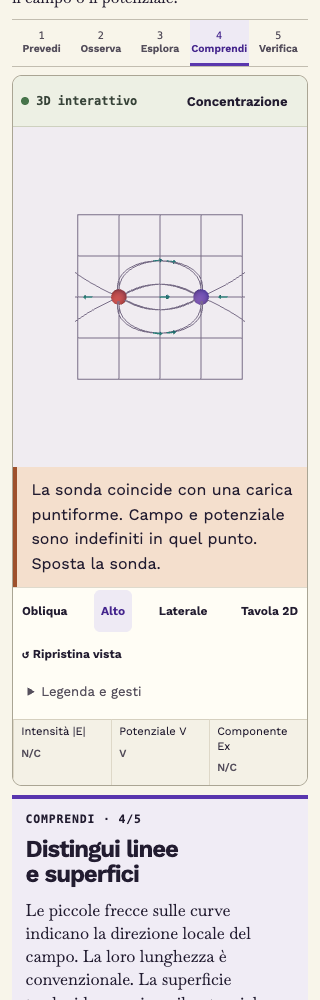 il campo o il potenziale.
1
Prevedi
2
Osserva
3
Esplora
4
Comprendi
5
Verifica
3D interattivo
Concentrazione
La sonda coincide con una carica
puntiforme. Campo e potenziale
sono indefiniti in quel punto.
Sposta la sonda.
Obliqua
Alto
Laterale
Tavola 2D
↺ Ripristina vista
▶ Legenda e gesti
Intensità |E|
N/C
Potenziale V
V
Componente
Ex
N/C
COMPRENDI · 4/5
Distingui linee
e superfici
Le piccole frecce sulle curve
indicano la direzione locale del
campo. La loro lunghezza è
convenzionale. La superficie